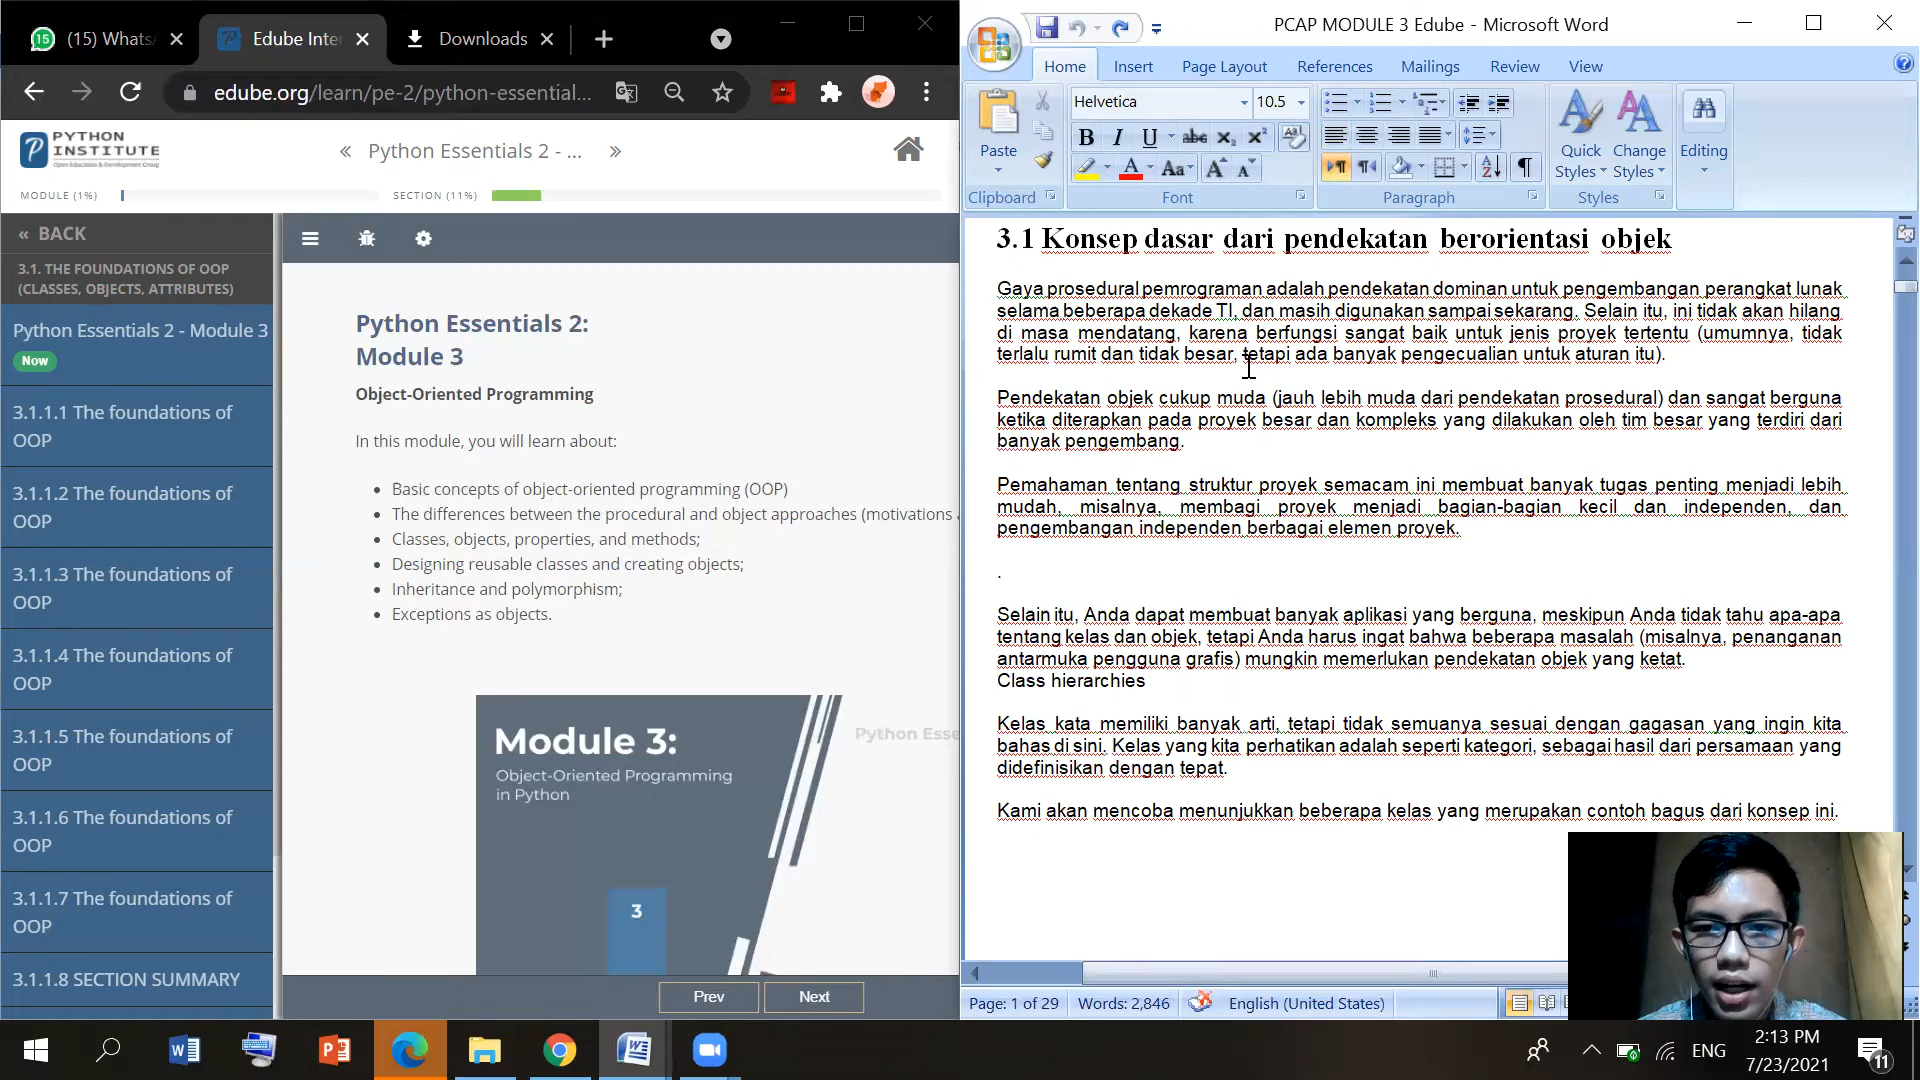 (15) Whats
Edube Inte
Downloads
edube.org/learn/pe-2/python-essential...
PYTHON
INSTITUTE
Open Education & Development Group
« Python Essentials 2 - ... »
MODULE (1%)
SECTION (11%)
« BACK
3.1. THE FOUNDATIONS OF OOP
(CLASSES, OBJECTS, ATTRIBUTES)
Python Essentials 2 - Module 3
Now
3.1.1.1 The foundations of
OOP
3.1.1.2 The foundations of
OOP
3.1.1.3 The foundations of
OOP
3.1.1.4 The foundations of
OOP
3.1.1.5 The foundations of
OOP
3.1.1.6 The foundations of
OOP
3.1.1.7 The foundations of
OOP
3.1.1.8 SECTION SUMMARY
Python Essentials 2:
Module 3
Object-Oriented Programming
In this module, you will learn about:
• Basic concepts of object-oriented programming (OOP)
• The differences between the procedural and object approaches (motivations
• Classes, objects, properties, and methods;
• Designing reusable classes and creating objects;
• Inheritance and polymorphism;
• Exceptions as objects.
Module 3:
Object-Oriented Programming
in Python
3
Python Esse
Prev
Next
PCAP MODULE 3 Edube - Microsoft Word
Home Insert Page Layout References Mailings Review View
Helvetica 10.5
Paste
Quick
Styles
Change
Styles
Editing
Clipboard
Font
Paragraph
Styles
3.1 Konsep dasar dari pendekatan berorientasi objek
Gaya prosedural pemrograman adalah pendekatan dominan untuk pengembangan perangkat lunak
selama beberapa dekade TI, dan masih digunakan sampai sekarang. Selain itu, ini tidak akan hilang
di masa mendatang, karena berfungsi sangat baik untuk jenis proyek tertentu (umumnya, tidak
terlalu rumit dan tidak besar, tetapi ada banyak pengecualian untuk aturan itu).
Pendekatan objek cukup muda (jauh lebih muda dari pendekatan prosedural) dan sangat berguna
ketika diterapkan pada proyek besar dan kompleks yang dilakukan oleh tim besar yang terdiri dari
banyak pengembang.
Pemahaman tentang struktur proyek semacam ini membuat banyak tugas penting menjadi lebih
mudah, misalnya, membagi proyek menjadi bagian-bagian kecil dan independen, dan
pengembangan independen berbagai elemen proyek.
.
Selain itu, Anda dapat membuat banyak aplikasi yang berguna, meskipun Anda tidak tahu apa-apa
tentang kelas dan objek, tetapi Anda harus ingat bahwa beberapa masalah (misalnya, penanganan
antarmuka pengguna grafis) mungkin memerlukan pendekatan objek yang ketat.
Class hierarchies
Kelas kata memiliki banyak arti, tetapi tidak semuanya sesuai dengan gagasan yang ingin kita
bahas di sini. Kelas yang kita perhatikan adalah seperti kategori, sebagai hasil dari persamaan yang
didefinisikan dengan tepat.
Kami akan mencoba menunjukkan beberapa kelas yang merupakan contoh bagus dari konsep ini.
Page: 1 of 29 Words: 2,846 English (United States)
ENG
2:13 PM
7/23/2021
11